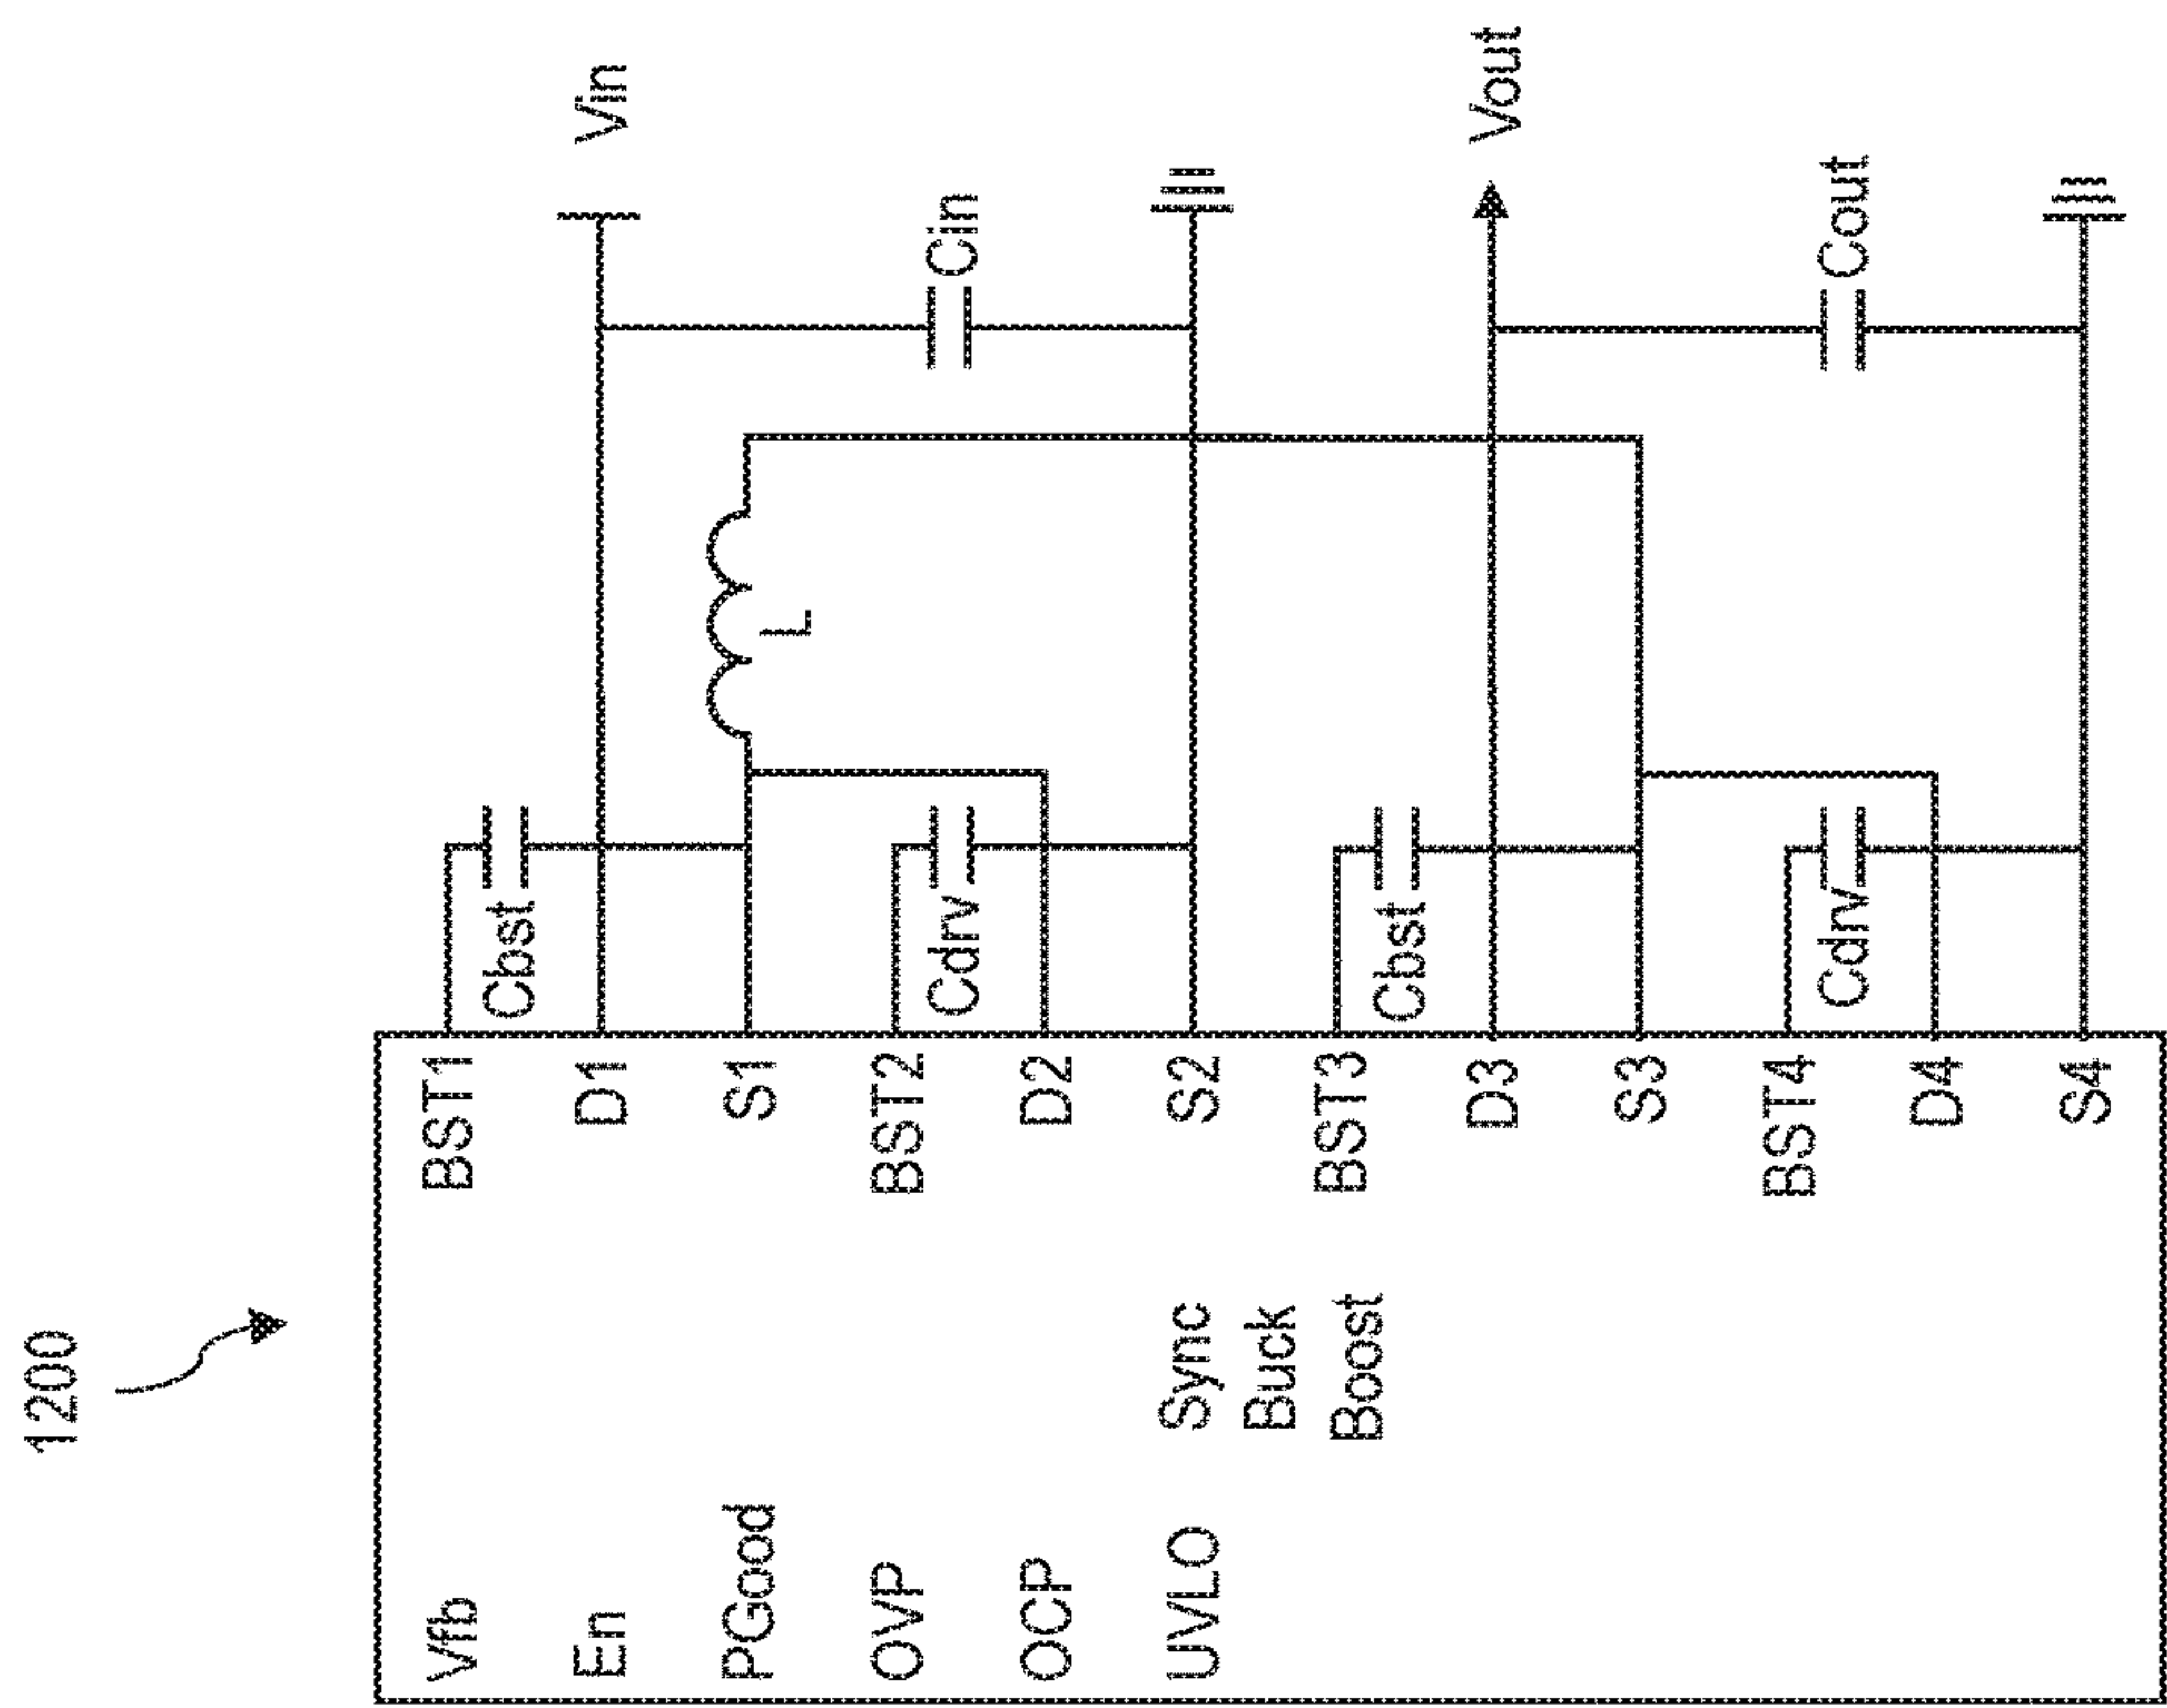 1200
Vfb
En
PGood
OVP
OCP
UVLO
Sync
Buck
Boost
BST1
D1
S1
BST2
D2
S2
BST3
D3
S3
BST4
D4
S4
Cbst
Cdrv
Cbst
Cdrv
L
Cin
Cout
Vin
Vout